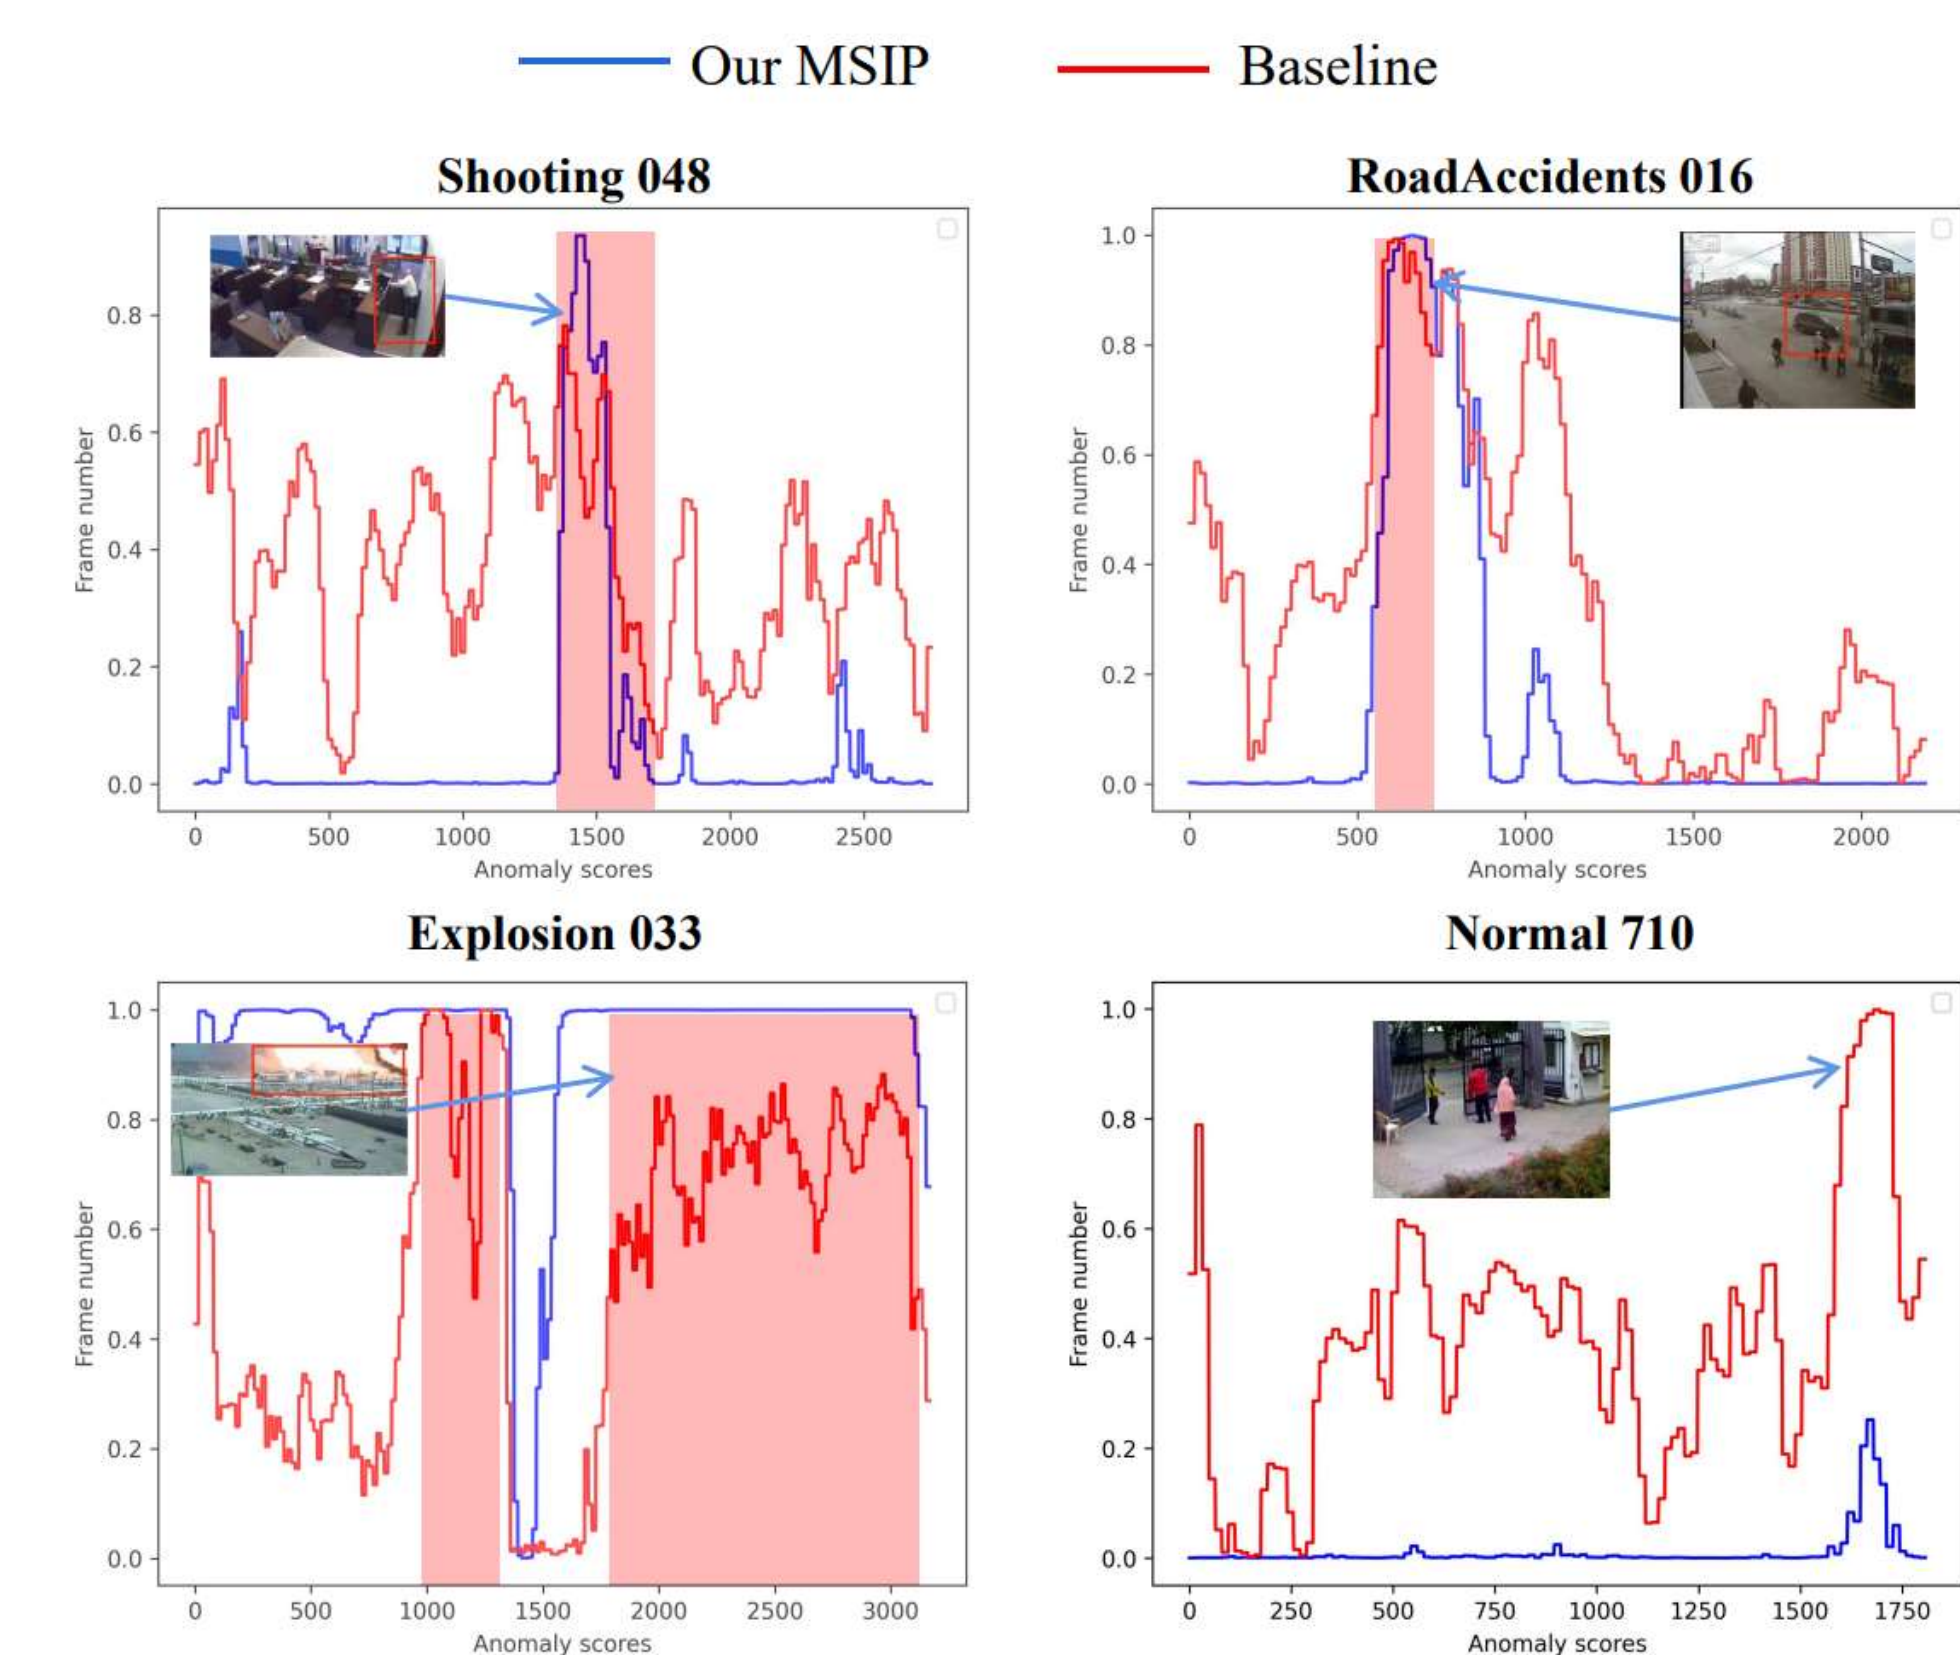 Our MSIP Baseline
Shooting 048
Frame number
0.8
0.6
0.4
0.2
0.0
0 500 1000 1500 2000 2500
Anomaly scores
RoadAccidents 016
Frame number
1.0
0.8
0.6
0.4
0.2
0.0
0 500 1000 1500 2000
Anomaly scores
Explosion 033
Frame number
1.0
0.8
0.6
0.4
0.2
0.0
0 500 1000 1500 2000 2500 3000
Anomaly scores
Normal 710
Frame number
1.0
0.8
0.6
0.4
0.2
0.0
0 250 500 750 1000 1250 1500 1750
Anomaly scores